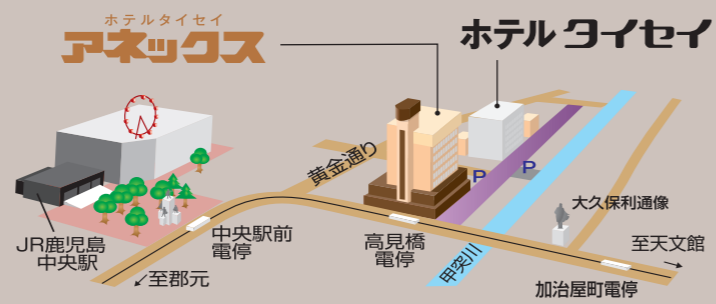 ホテルタイセイ
アネックス
ホテル タイセイ
黄金通り
P
P
大久保利通像
JR鹿児島
中央駅
中央駅前
電停
高見橋
電停
甲突川
至天文館
至郡元
加治屋町電停